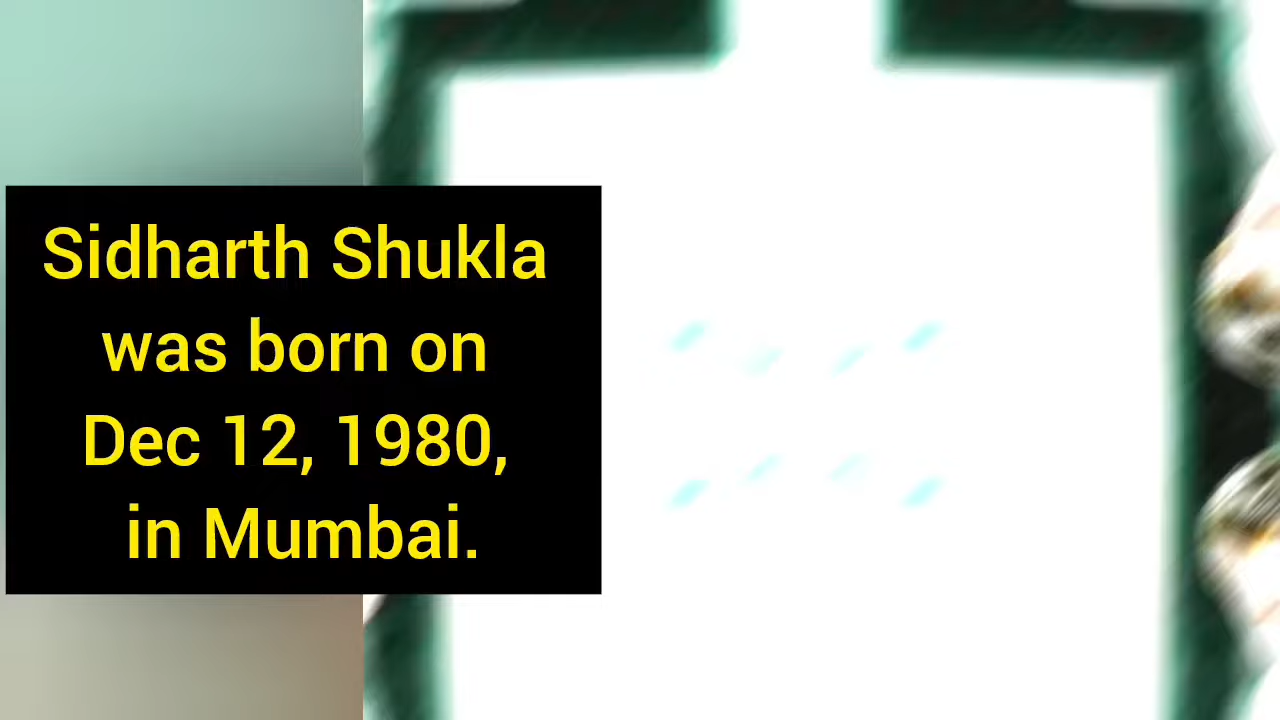 Sidharth Shukla
was born on
Dec 12, 1980,
in Mumbai.